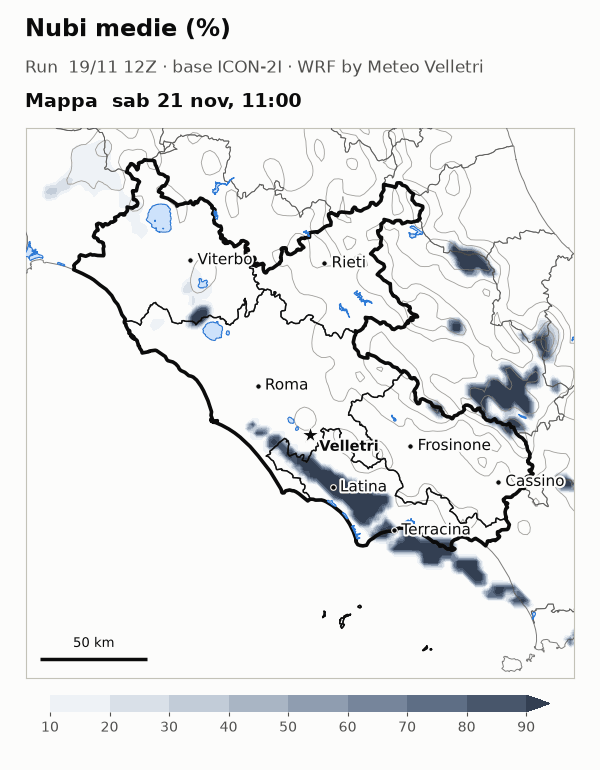 Nubi medie (%)
Run  19/11 12Z · base ICON-2I · WRF by Meteo Velletri
Mappa  sab 21 nov, 11:00
Viterbo
Rieti
Roma
Velletri
Frosinone
Latina
Cassino
Terracina
50 km
10 20 30 40 50 60 70 80 90